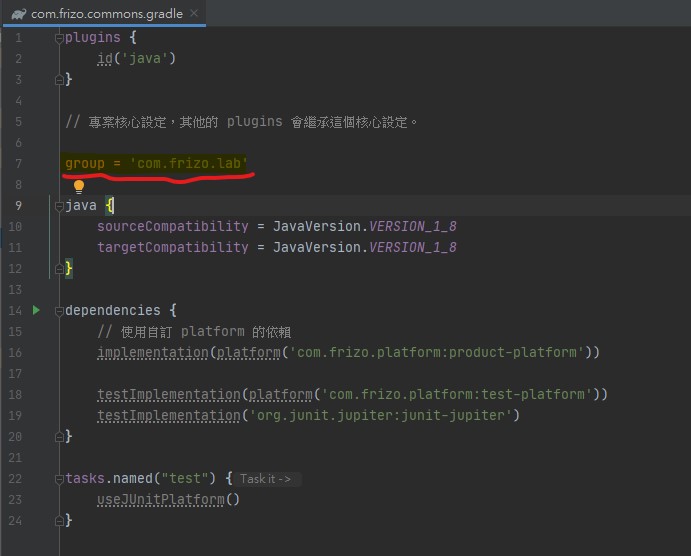 com.frizo.commons.gradle
1 plugins {
2     id('java')
3 }
4
5 // 專案核心設定，其他的 plugins 會繼承這個核心設定。
6
7 group = 'com.frizo.lab'
8
9 java {
10     sourceCompatibility = JavaVersion.VERSION_1_8
11     targetCompatibility = JavaVersion.VERSION_1_8
12 }
13
14 dependencies {
15     // 使用自訂 platform 的依賴
16     implementation(platform('com.frizo.platform:product-platform'))
17
18     testImplementation(platform('com.frizo.platform:test-platform'))
19     testImplementation('org.junit.jupiter:junit-jupiter')
20 }
21
22 tasks.named("test") { Task it ->
23     useJUnitPlatform()
24 }